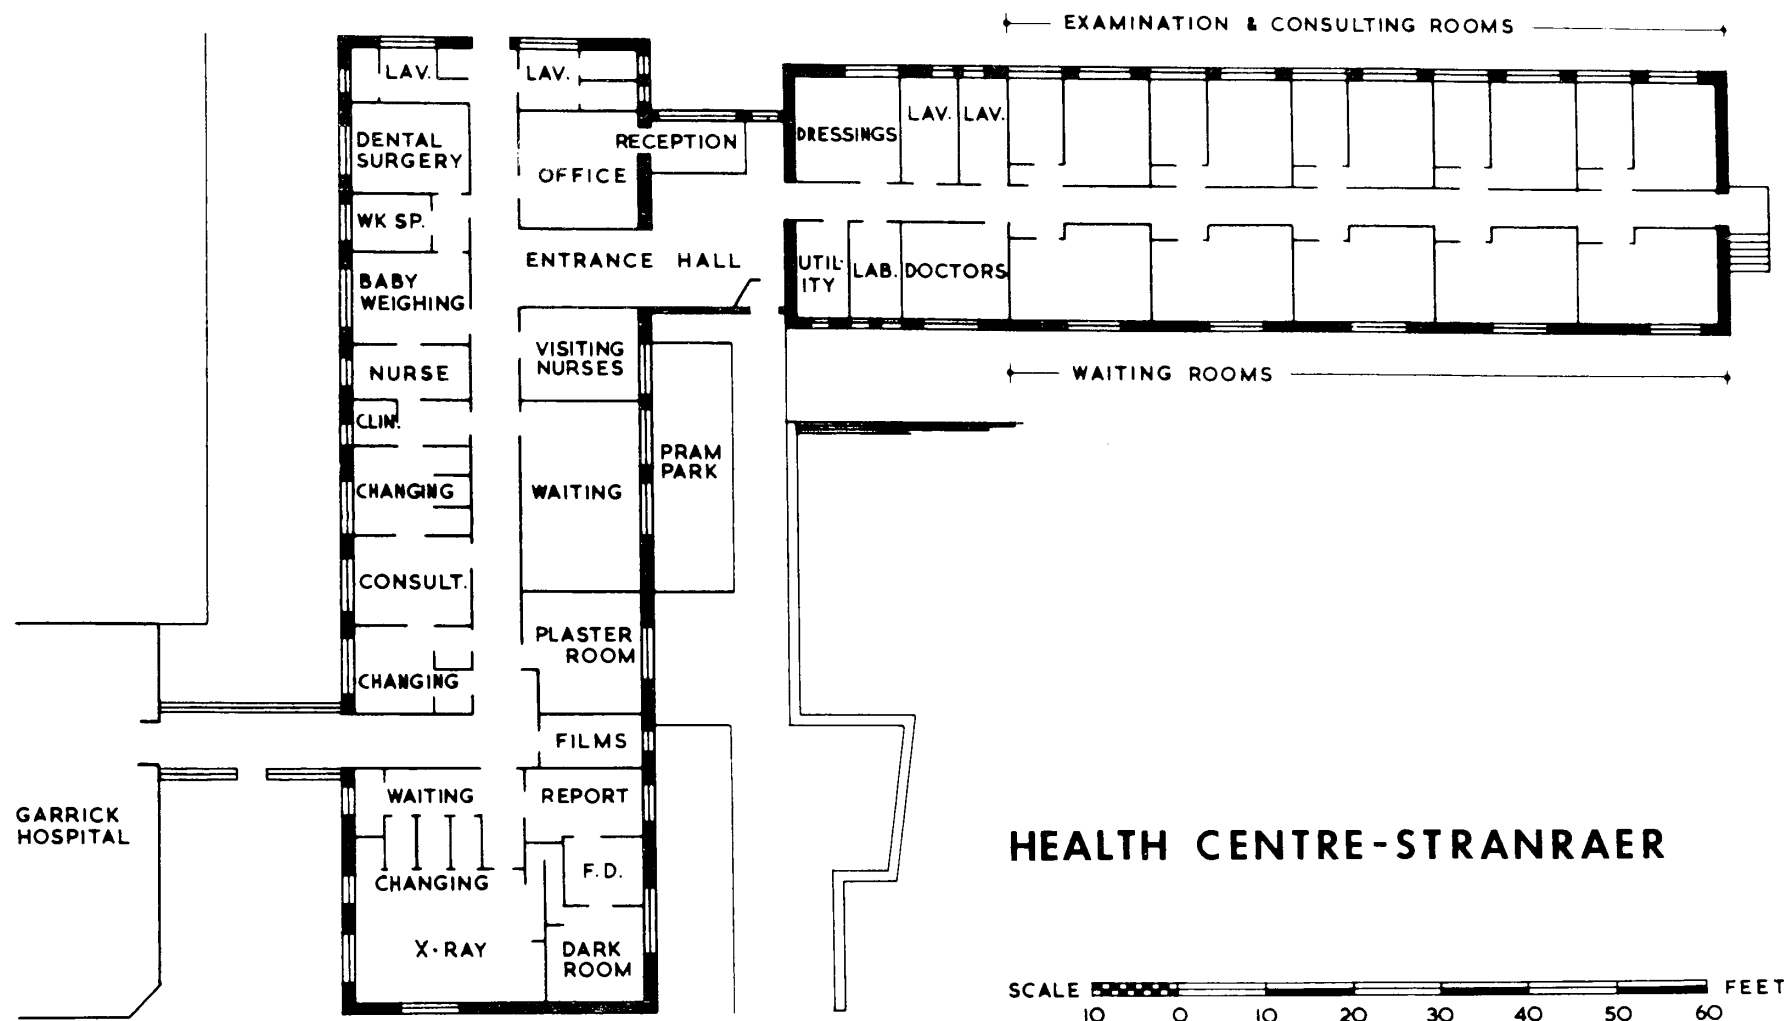 EXAMINATION & CONSULTING ROOMS
LAV.
LAV.
DENTAL
SURGERY
WK SP.
BABY
WEIGHING
NURSE
CLIN.
CHANGING
CONSULT.
CHANGING
OFFICE
RECEPTION
ENTRANCE HALL
VISITING
NURSES
WAITING
PRAM
PARK
PLASTER
ROOM
FILMS
WAITING
REPORT
CHANGING
F.D.
X-RAY
DARK
ROOM
DRESSINGS
LAV.
LAV.
UTIL-
ITY
LAB.
DOCTORS
WAITING ROOMS
GARRICK
HOSPITAL
HEALTH CENTRE-STRANRAER
SCALE
FEET
10 0 10 20 30 40 50 60